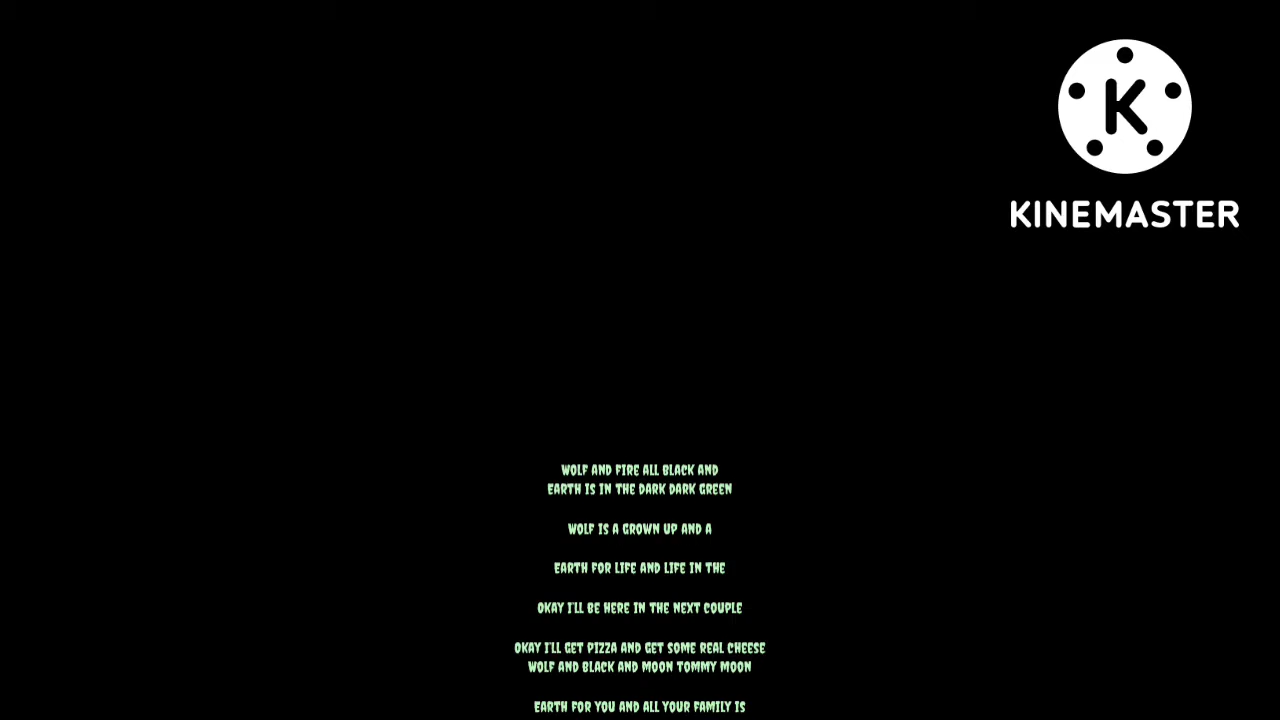 KINEMASTER
WOLF AND FIRE ALL BLACK AND
EARTH IS IN THE DARK DARK GREEN
WOLF IS A GROWN UP AND A
EARTH FOR LIFE AND LIFE IN THE
OKAY I'LL BE HERE IN THE NEXT COUPLE
OKAY I'LL GET PIZZA AND GET SOME REAL CHEESE
WOLF AND BLACK AND MOON TOMMY MOON
EARTH FOR YOU AND ALL YOUR FAMILY IS